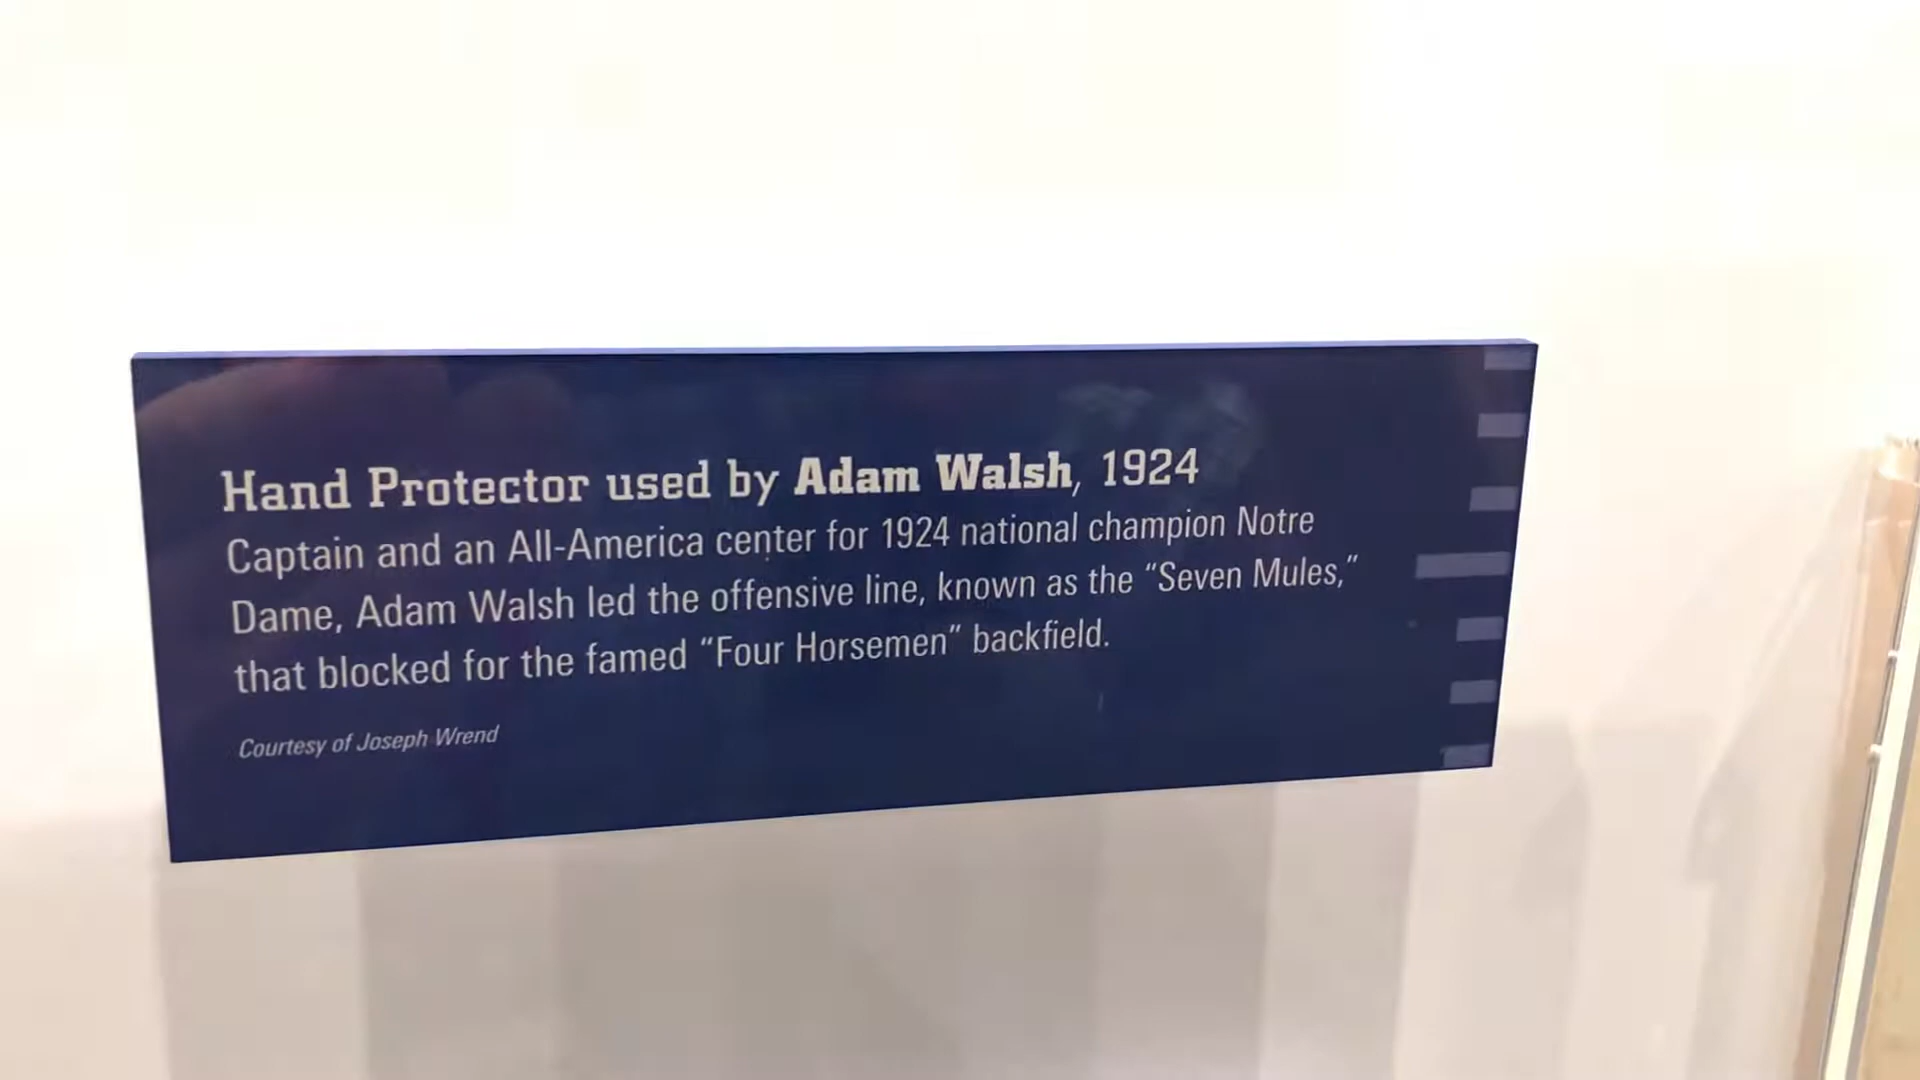 Hand Protector used by Adam Walsh, 1924
Captain and an All-America center for 1924 national champion Notre
Dame, Adam Walsh led the offensive line, known as the “Seven Mules,”
that blocked for the famed “Four Horsemen” backfield.
Courtesy of Joseph Wrend